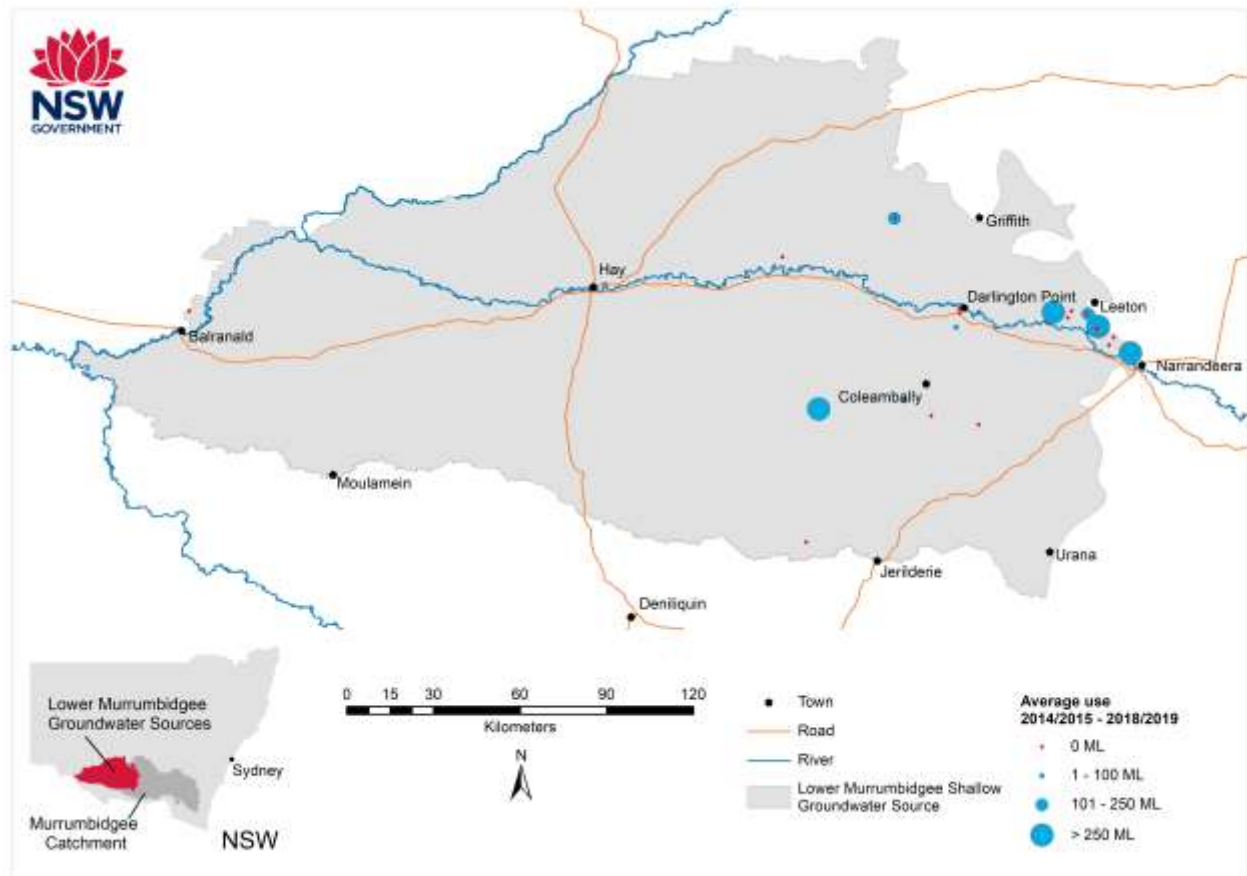 NSW
GOVERNMENT
Griffith
Hay
Darlington Point
Leeton
Balranald
Narrandeera
Coleambally
Moulamein
Urana
Jerilderie
Deniliquin
Lower Murrumbidgee
Groundwater Sources
Sydney
Murrumbidgee
Catchment
NSW
0 15 30 60 90 120
Kilometers
N
Town
Road
River
Lower Murrumbidgee Shallow
Groundwater Source
Average use
2014/2015 - 2018/2019
0 ML
1 - 100 ML
101 - 250 ML
> 250 ML